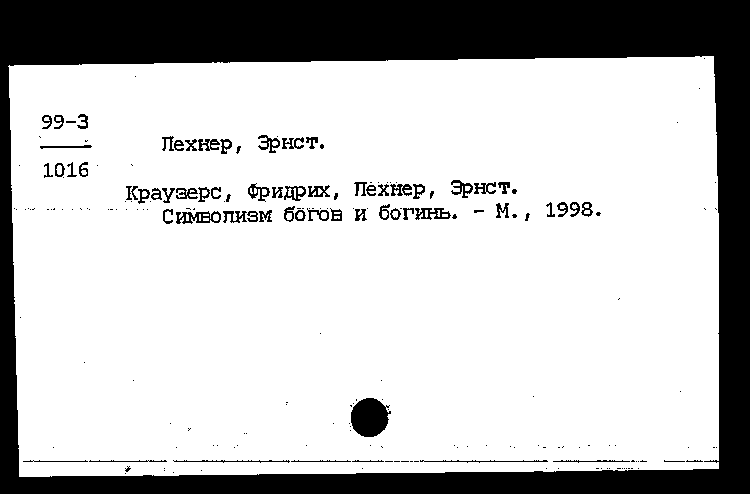 99-3
1016
Лехнер, Эрнст.
Краузерс, Фридрих, Лехнер, Эрнст.
Символизм богов и богинь. - М., 1998.